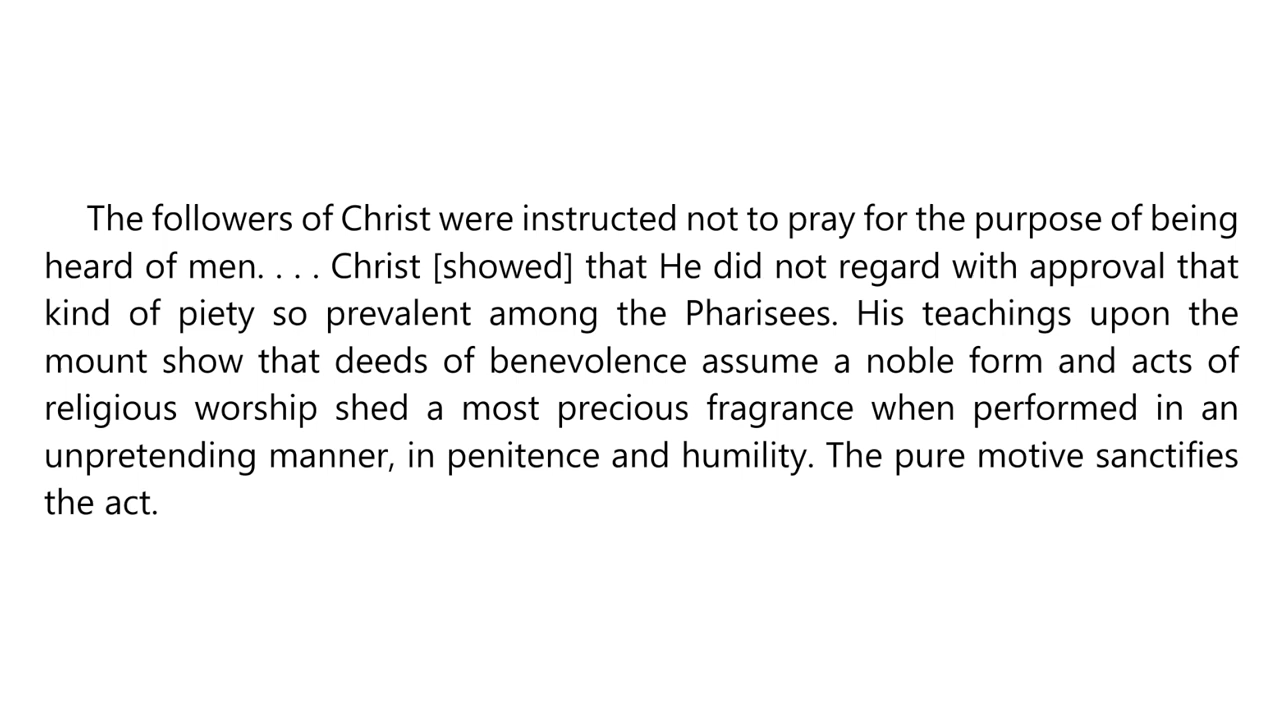 The followers of Christ were instructed not to pray for the purpose of being
heard of men. . . . Christ [showed] that He did not regard with approval that
kind of piety so prevalent among the Pharisees. His teachings upon the
mount show that deeds of benevolence assume a noble form and acts of
religious worship shed a most precious fragrance when performed in an
unpretending manner, in penitence and humility. The pure motive sanctifies
the act.